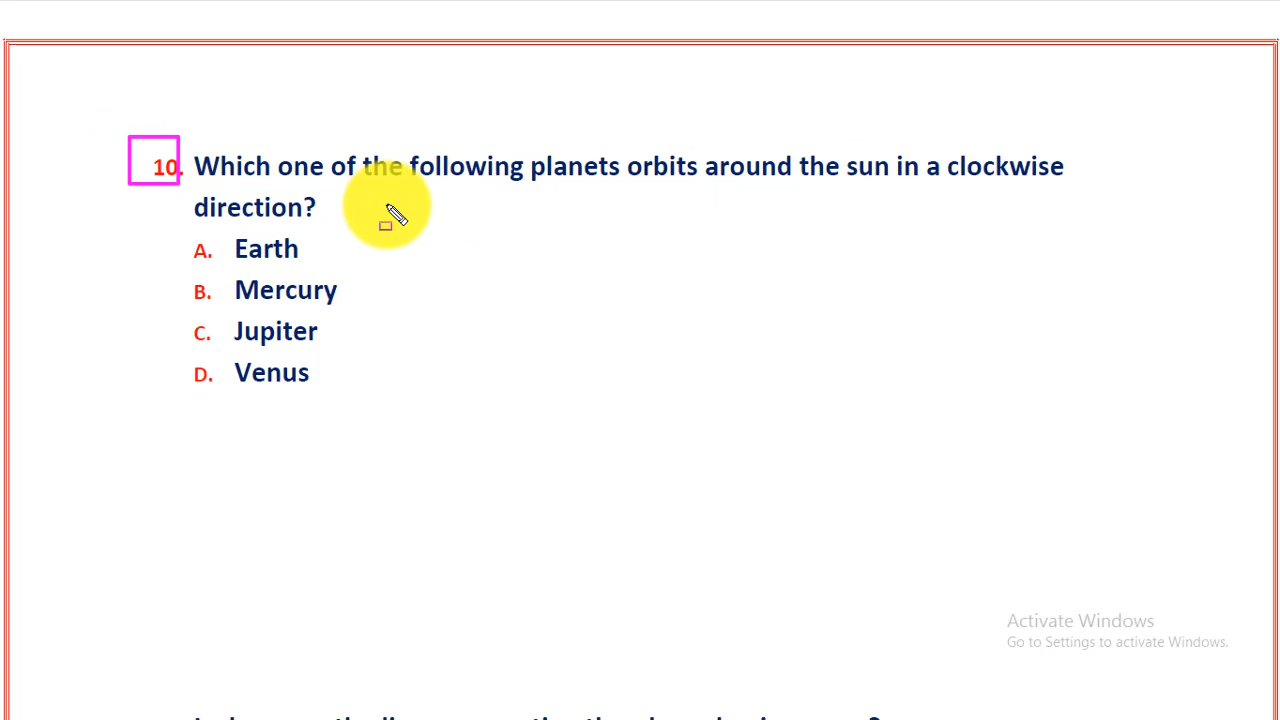 10. Which one of the following planets orbits around the sun in a clockwise
direction?
A. Earth
B. Mercury
C. Jupiter
D. Venus
Activate Windows
Go to Settings to activate Windows.